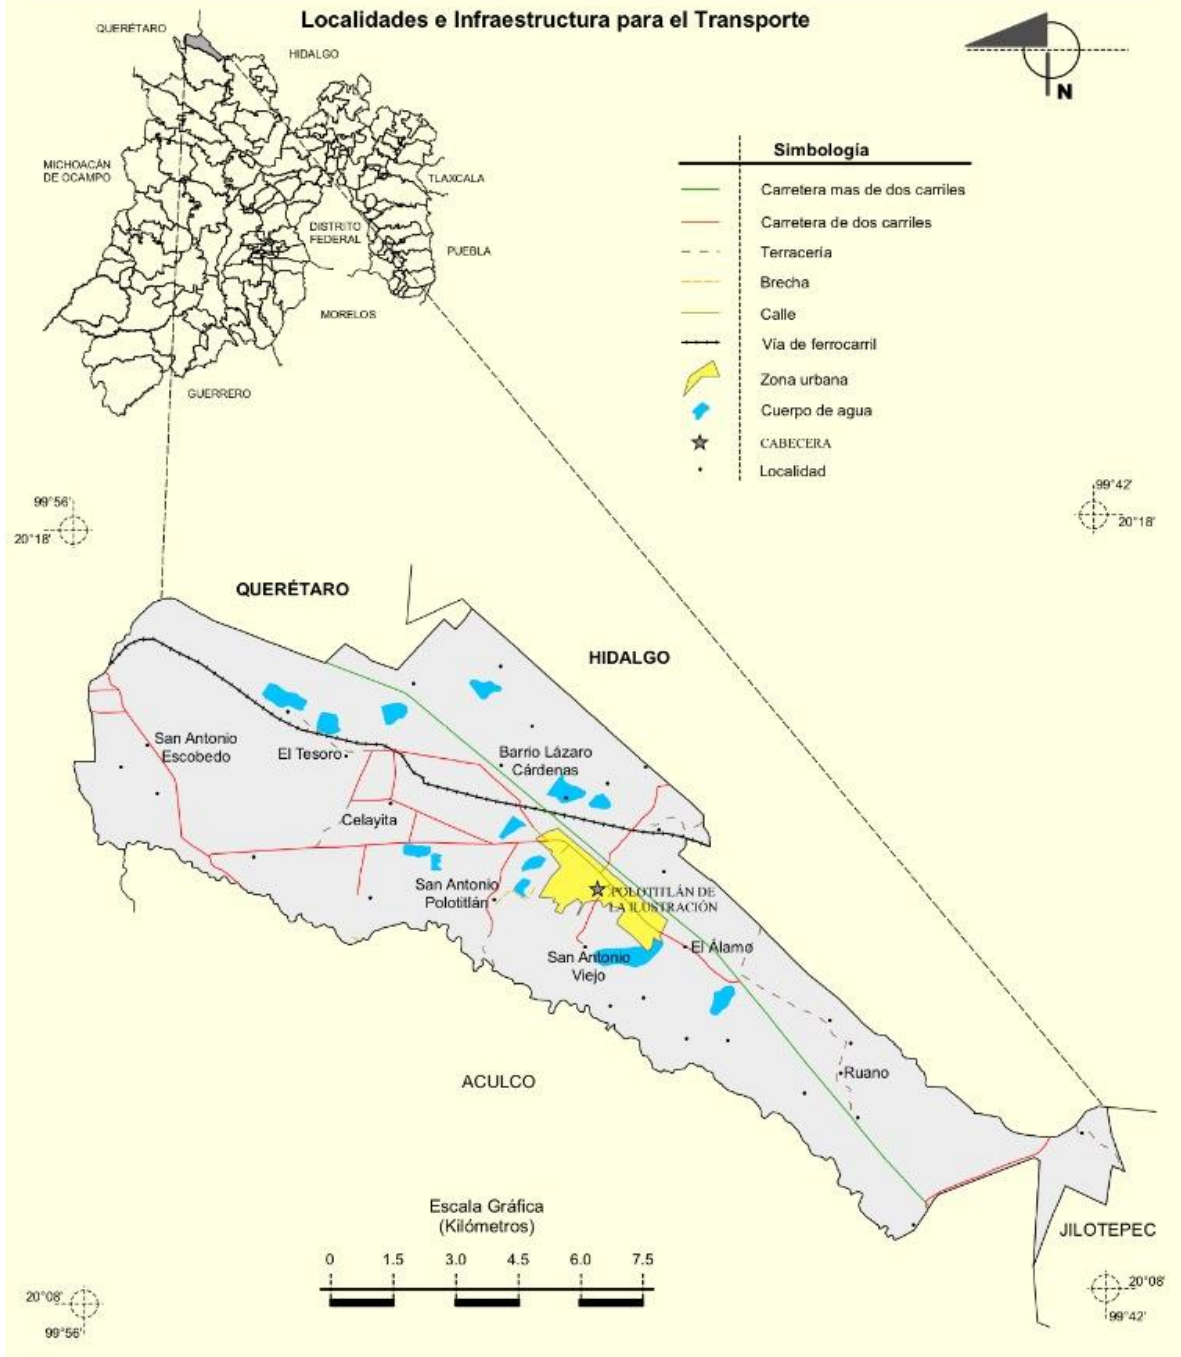 Localidades e Infraestructura para el Transporte
QUERÉTARO
HIDALGO
MICHOACÁN
DE OCAMPO
TLAXCALA
DISTRITO
FEDERAL
PUEBLA
MORELOS
GUERRERO
N
Simbología
Carretera mas de dos carriles
Carretera de dos carriles
Terracería
Brecha
Calle
Vía de ferrocarril
Zona urbana
Cuerpo de agua
CABECERA
Localidad
99°56'
20°18'
99°42'
20°18'
QUERÉTARO
HIDALGO
San Antonio
Escobedo
El Tesoro
Barrio Lázaro
Cárdenas
Celayita
San Antonio
Polotitlán
POLOTITLÁN DE
LA ILUSTRACIÓN
San Antonio
Viejo
El Álamo
Ruano
ACULCO
JILOTEPEC
Escala Gráfica
(Kilómetros)
0 1.5 3.0 4.5 6.0 7.5
20°08'
99°56'
20°08'
99°42'